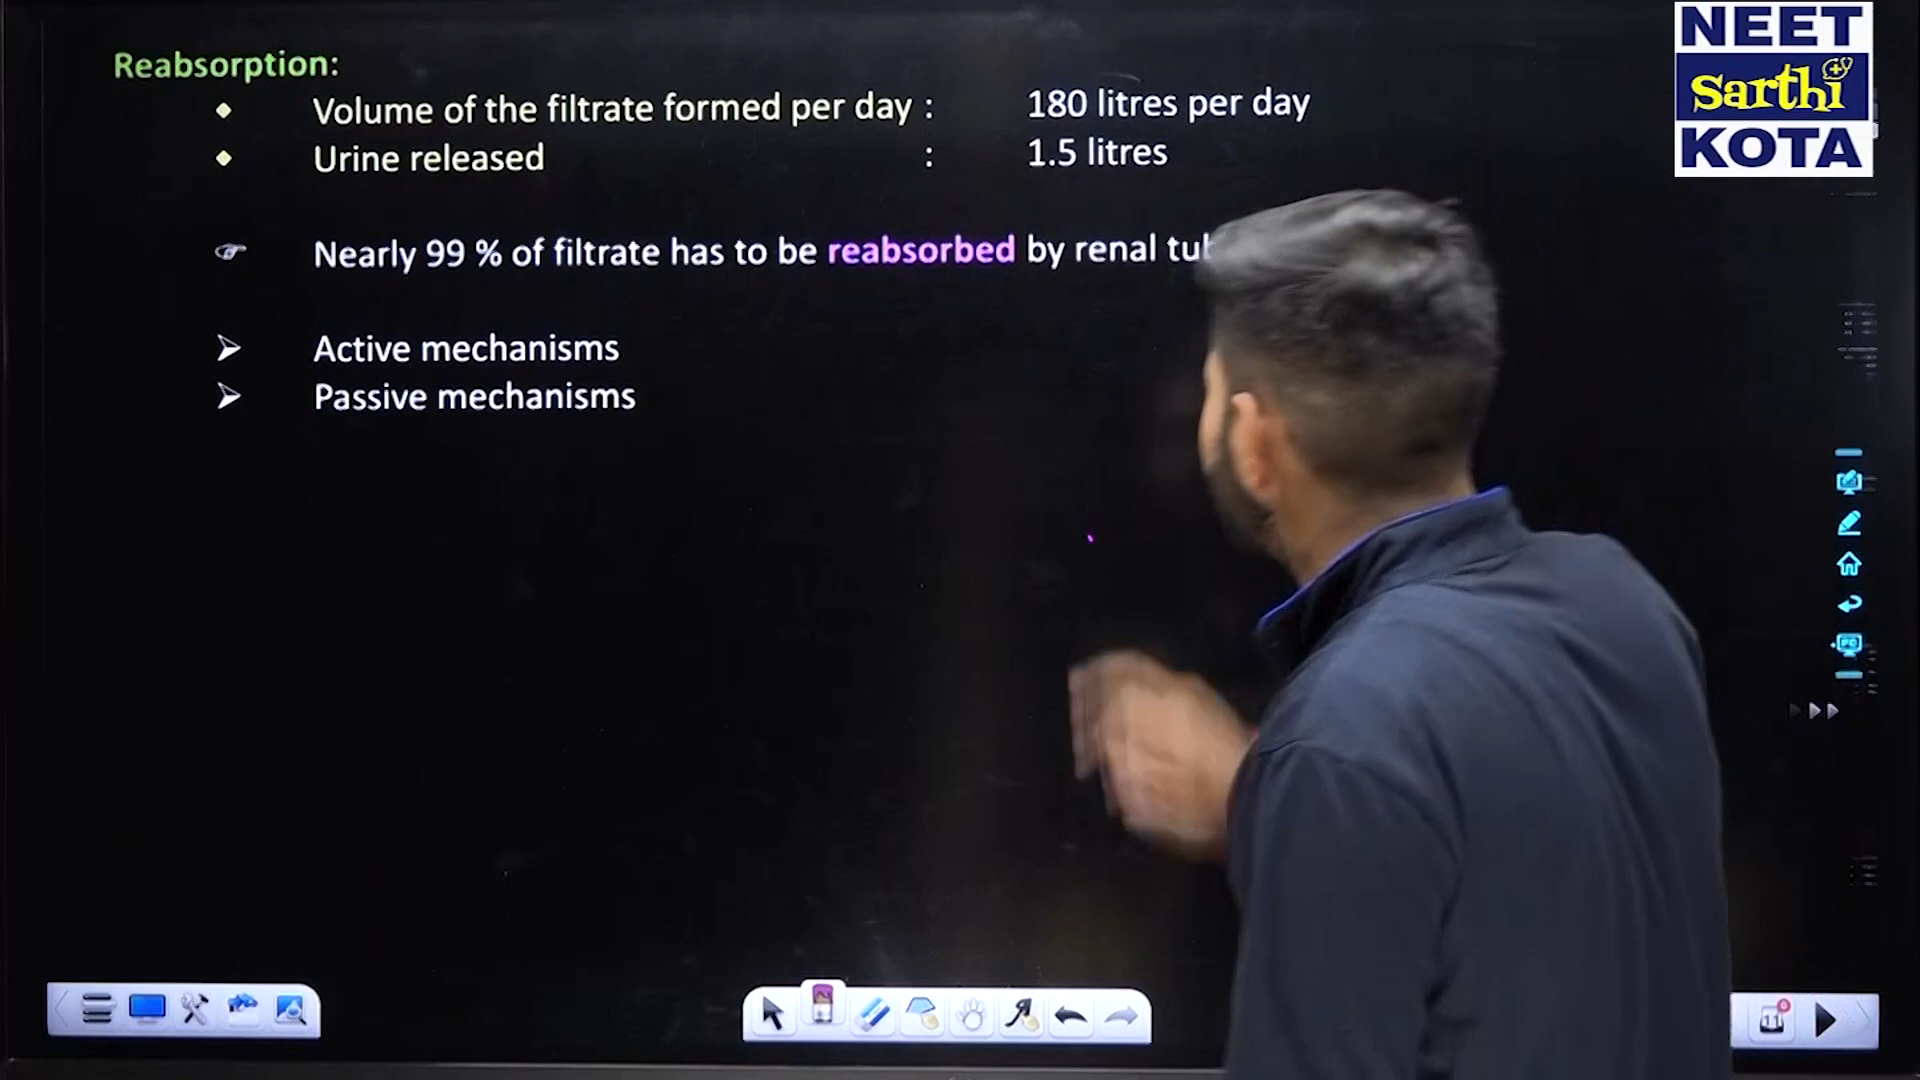 NEET
Sarthi
KOTA
Reabsorption:
Volume of the filtrate formed per day : 180 litres per day
Urine released : 1.5 litres
Nearly 99 % of filtrate has to be reabsorbed by renal
Active mechanisms
Passive mechanisms
11